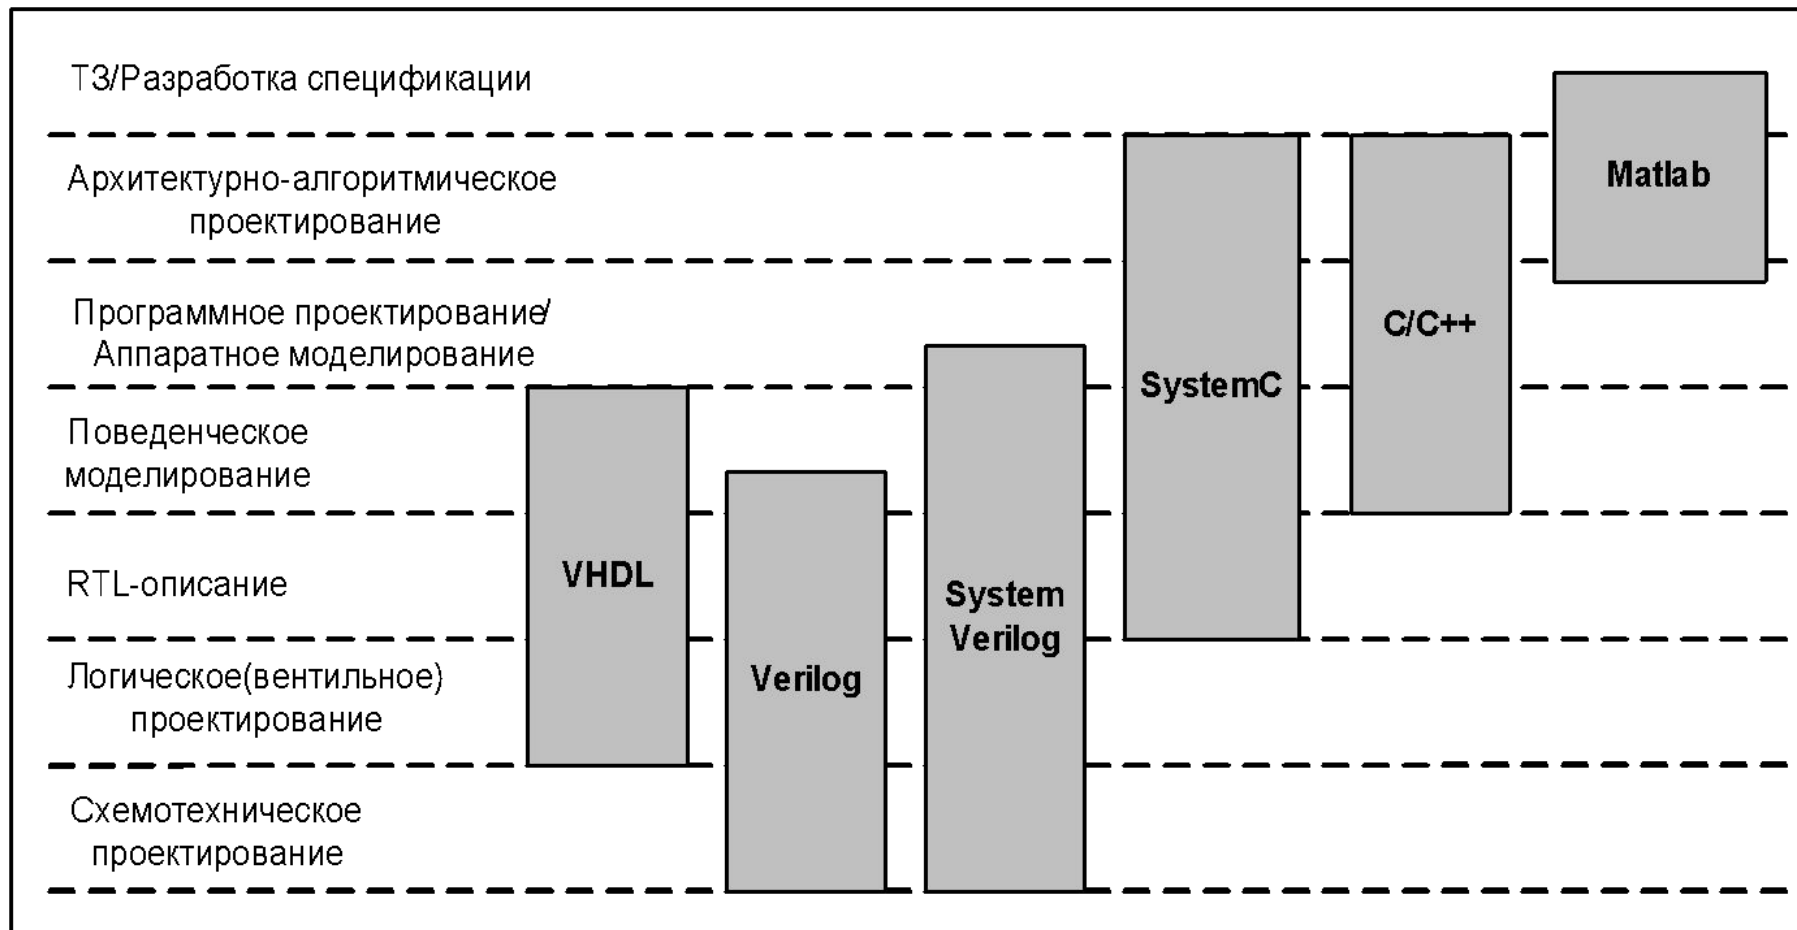 ТЗ/Разработка спецификации
Архитектурно-алгоритмическое
проектирование
Matlab
Программное проектирование/
Аппаратное моделирование
C/C++
SystemC
Поведенческое
моделирование
VHDL
RTL-описание
System
Verilog
Verilog
Логическое(вентильное)
проектирование
Схемотехническое
проектирование